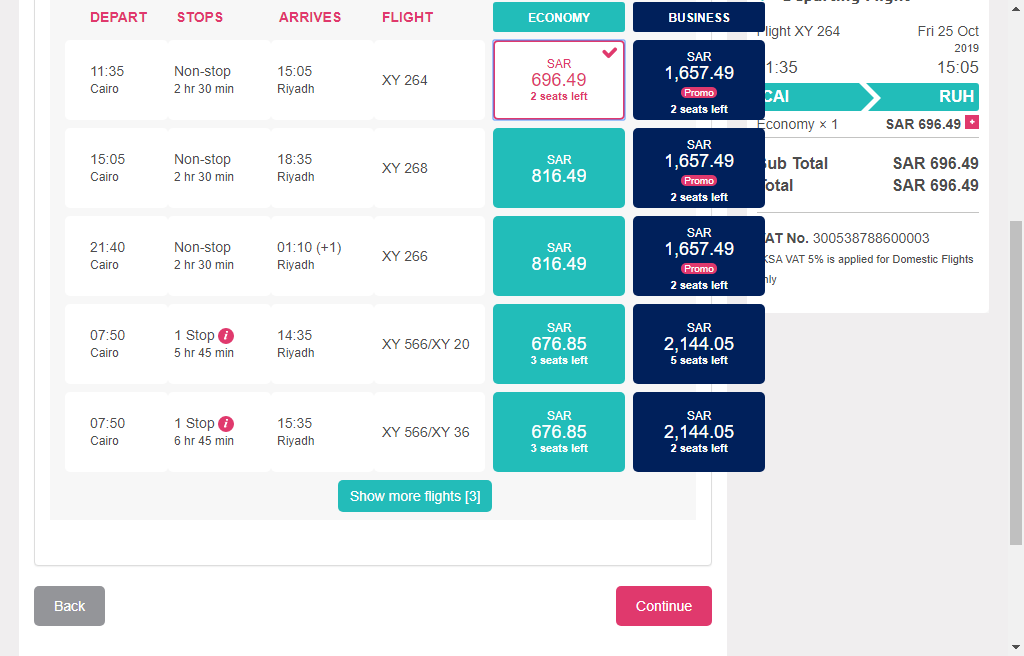 DEPART STOPS ARRIVES FLIGHT ECONOMY BUSINESS
11:35 Non-stop 15:05 XY 264 SAR 696.49 2 seats left SAR 1,657.49 Promo 2 seats left
Cairo 2 hr 30 min Riyadh
15:05 Non-stop 18:35 XY 268 SAR 816.49 SAR 1,657.49 Promo 2 seats left
Cairo 2 hr 30 min Riyadh
21:40 Non-stop 01:10 (+1) XY 266 SAR 816.49 SAR 1,657.49 Promo 2 seats left
Cairo 2 hr 30 min Riyadh
07:50 1 Stop i 14:35 XY 566/XY 20 SAR 676.85 3 seats left SAR 2,144.05 5 seats left
Cairo 5 hr 45 min Riyadh
07:50 1 Stop i 15:35 XY 566/XY 36 SAR 676.85 3 seats left SAR 2,144.05 2 seats left
Cairo 6 hr 45 min Riyadh
Show more flights [3]
Back Continue
XY 264 Fri 25 Oct
2019
15:05
CAI RUH
Economy × 1 SAR 696.49 +
Total SAR 696.49
SAR 696.49
No. 300538788600003
VAT 5% is applied for Domestic Flights